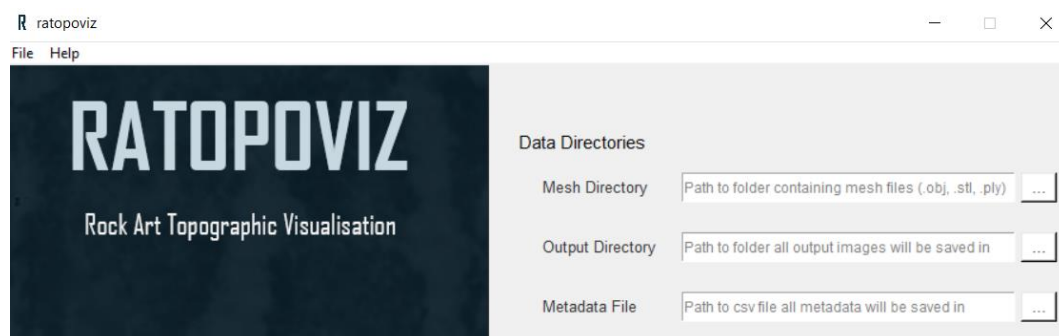 R ratopoviz
File Help
RATOPOVIZ
Rock Art Topographic Visualisation
Data Directories
Mesh Directory Path to folder containing mesh files (.obj, .stl, .ply) ...
Output Directory Path to folder all output images will be saved in ...
Metadata File Path to csv file all metadata will be saved in ...